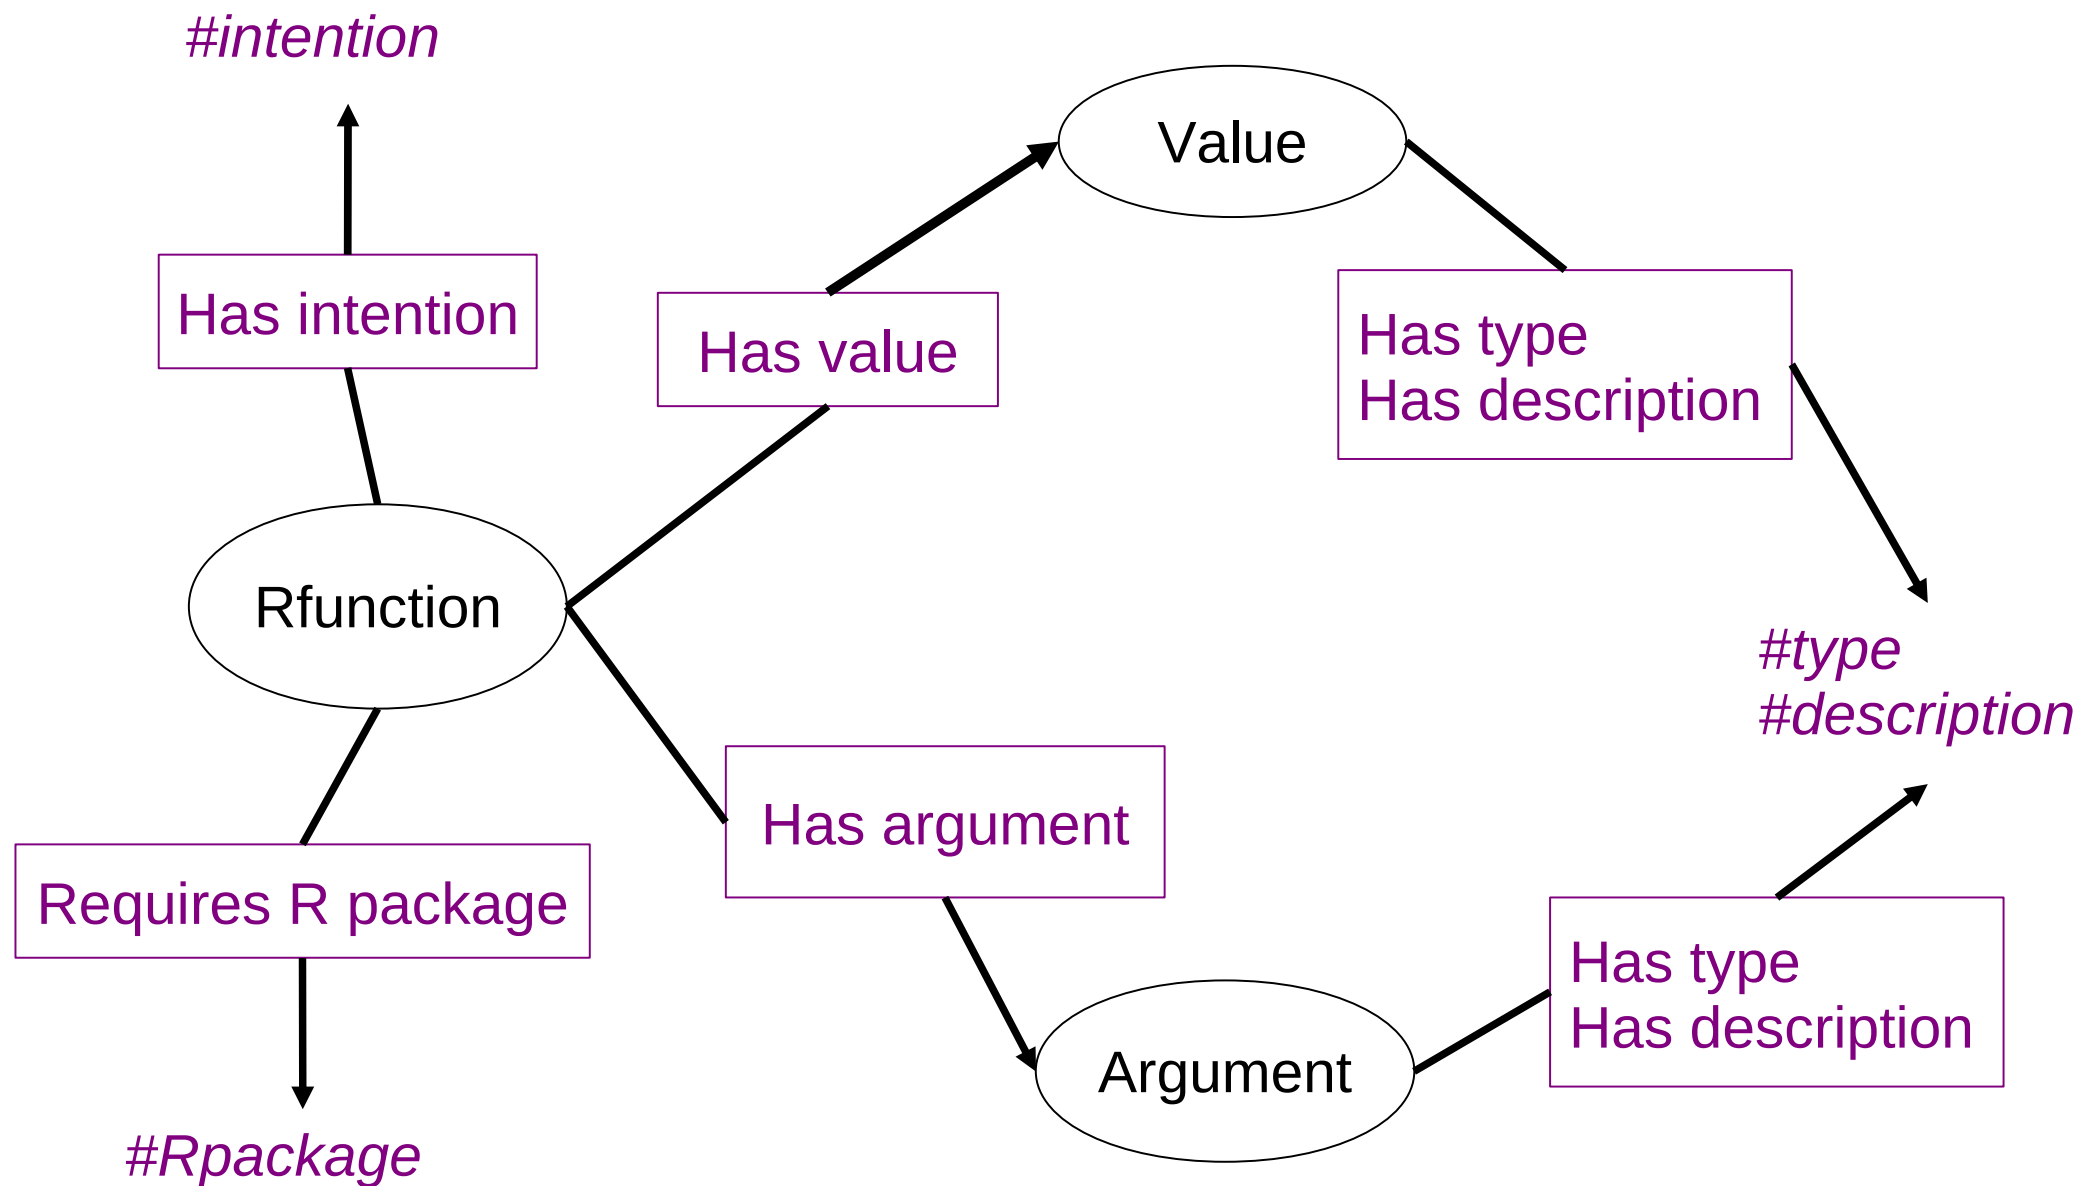 #intention
Value
Has intention
Has value
Has type
Has description
Rfunction
#type
#description
Has argument
Requires R package
Has type
Has description
Argument
#Rpackage